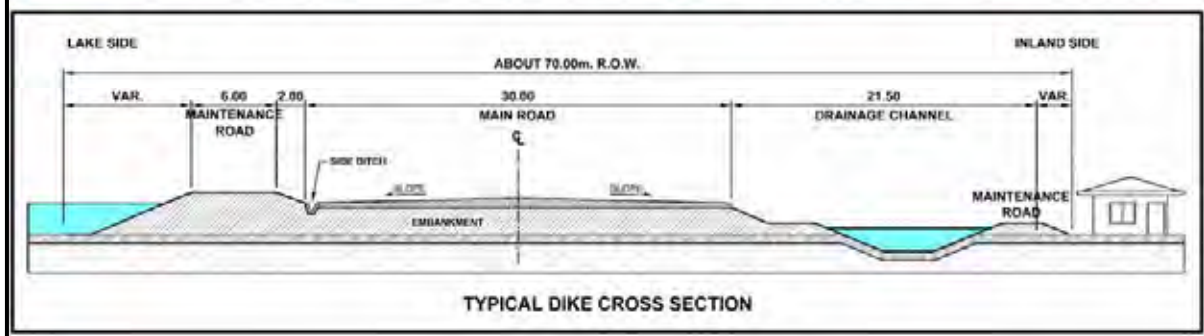 LAKE SIDE
INLAND SIDE
ABOUT 70.00m. R.O.W.
VAR.
6.00
2.00
30.00
21.50
VAR.
MAINTENANCE
ROAD
MAIN ROAD
DRAINAGE CHANNEL
℄
SIDE DITCH
SLOPE
SLOPE
MAINTENANCE
ROAD
EMBANKMENT
TYPICAL DIKE CROSS SECTION